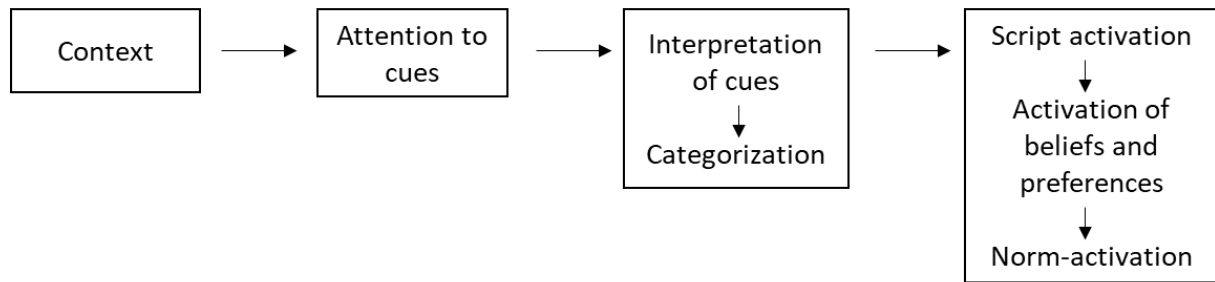 Context
Attention to
cues
Interpretation
of cues
Categorization
Script activation
Activation of
beliefs and
preferences
Norm-activation